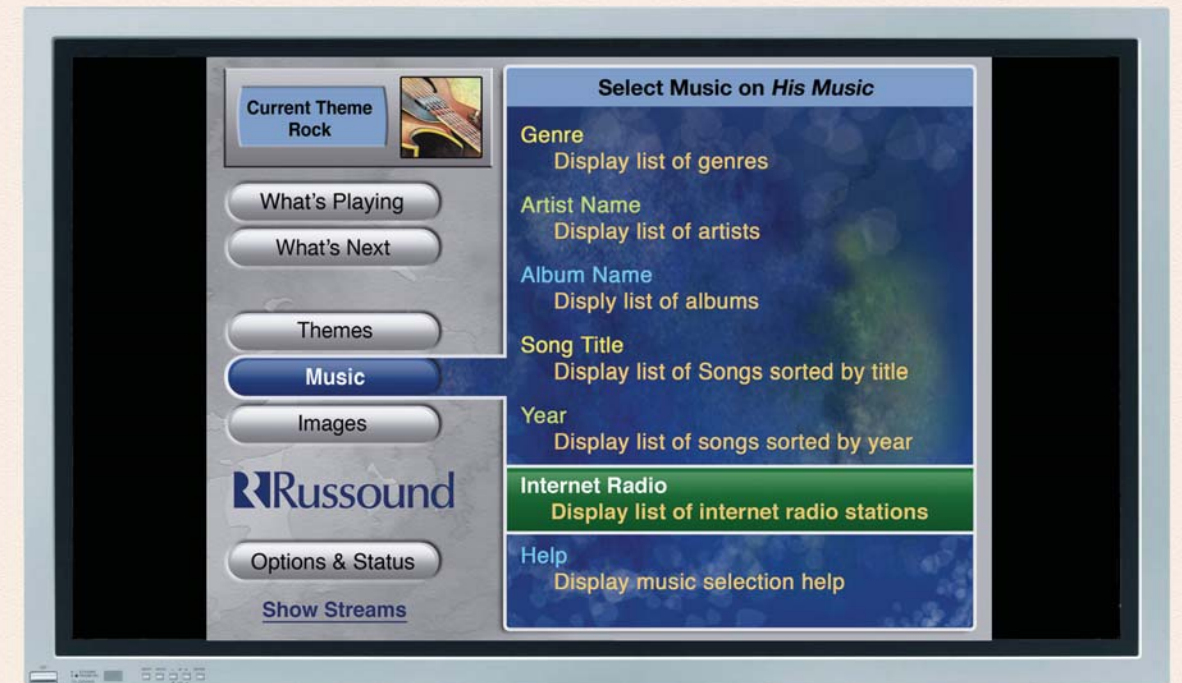 Current Theme
Rock
What's Playing
What's Next
Themes
Music
Images
Russound
Options & Status
Show Streams
Select Music on His Music
Genre
Display list of genres
Artist Name
Display list of artists
Album Name
Disply list of albums
Song Title
Display list of Songs sorted by title
Year
Display list of songs sorted by year
Internet Radio
Display list of internet radio stations
Help
Display music selection help